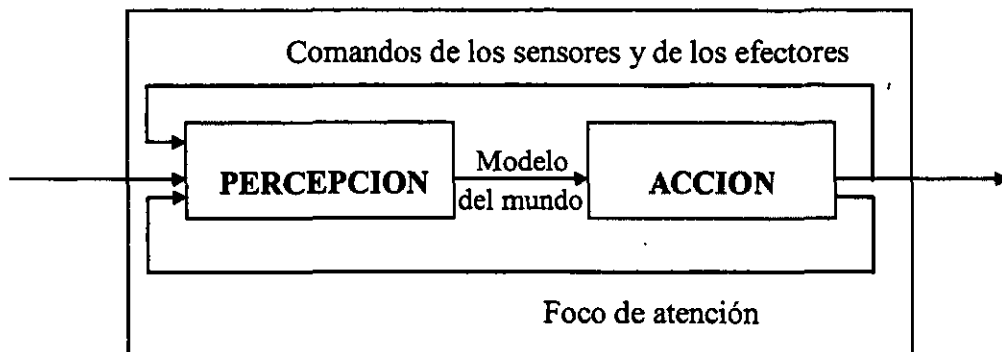 Comandos de los sensores y de los efectores
PERCEPCION
Modelo
del mundo
ACCION
Foco de atención